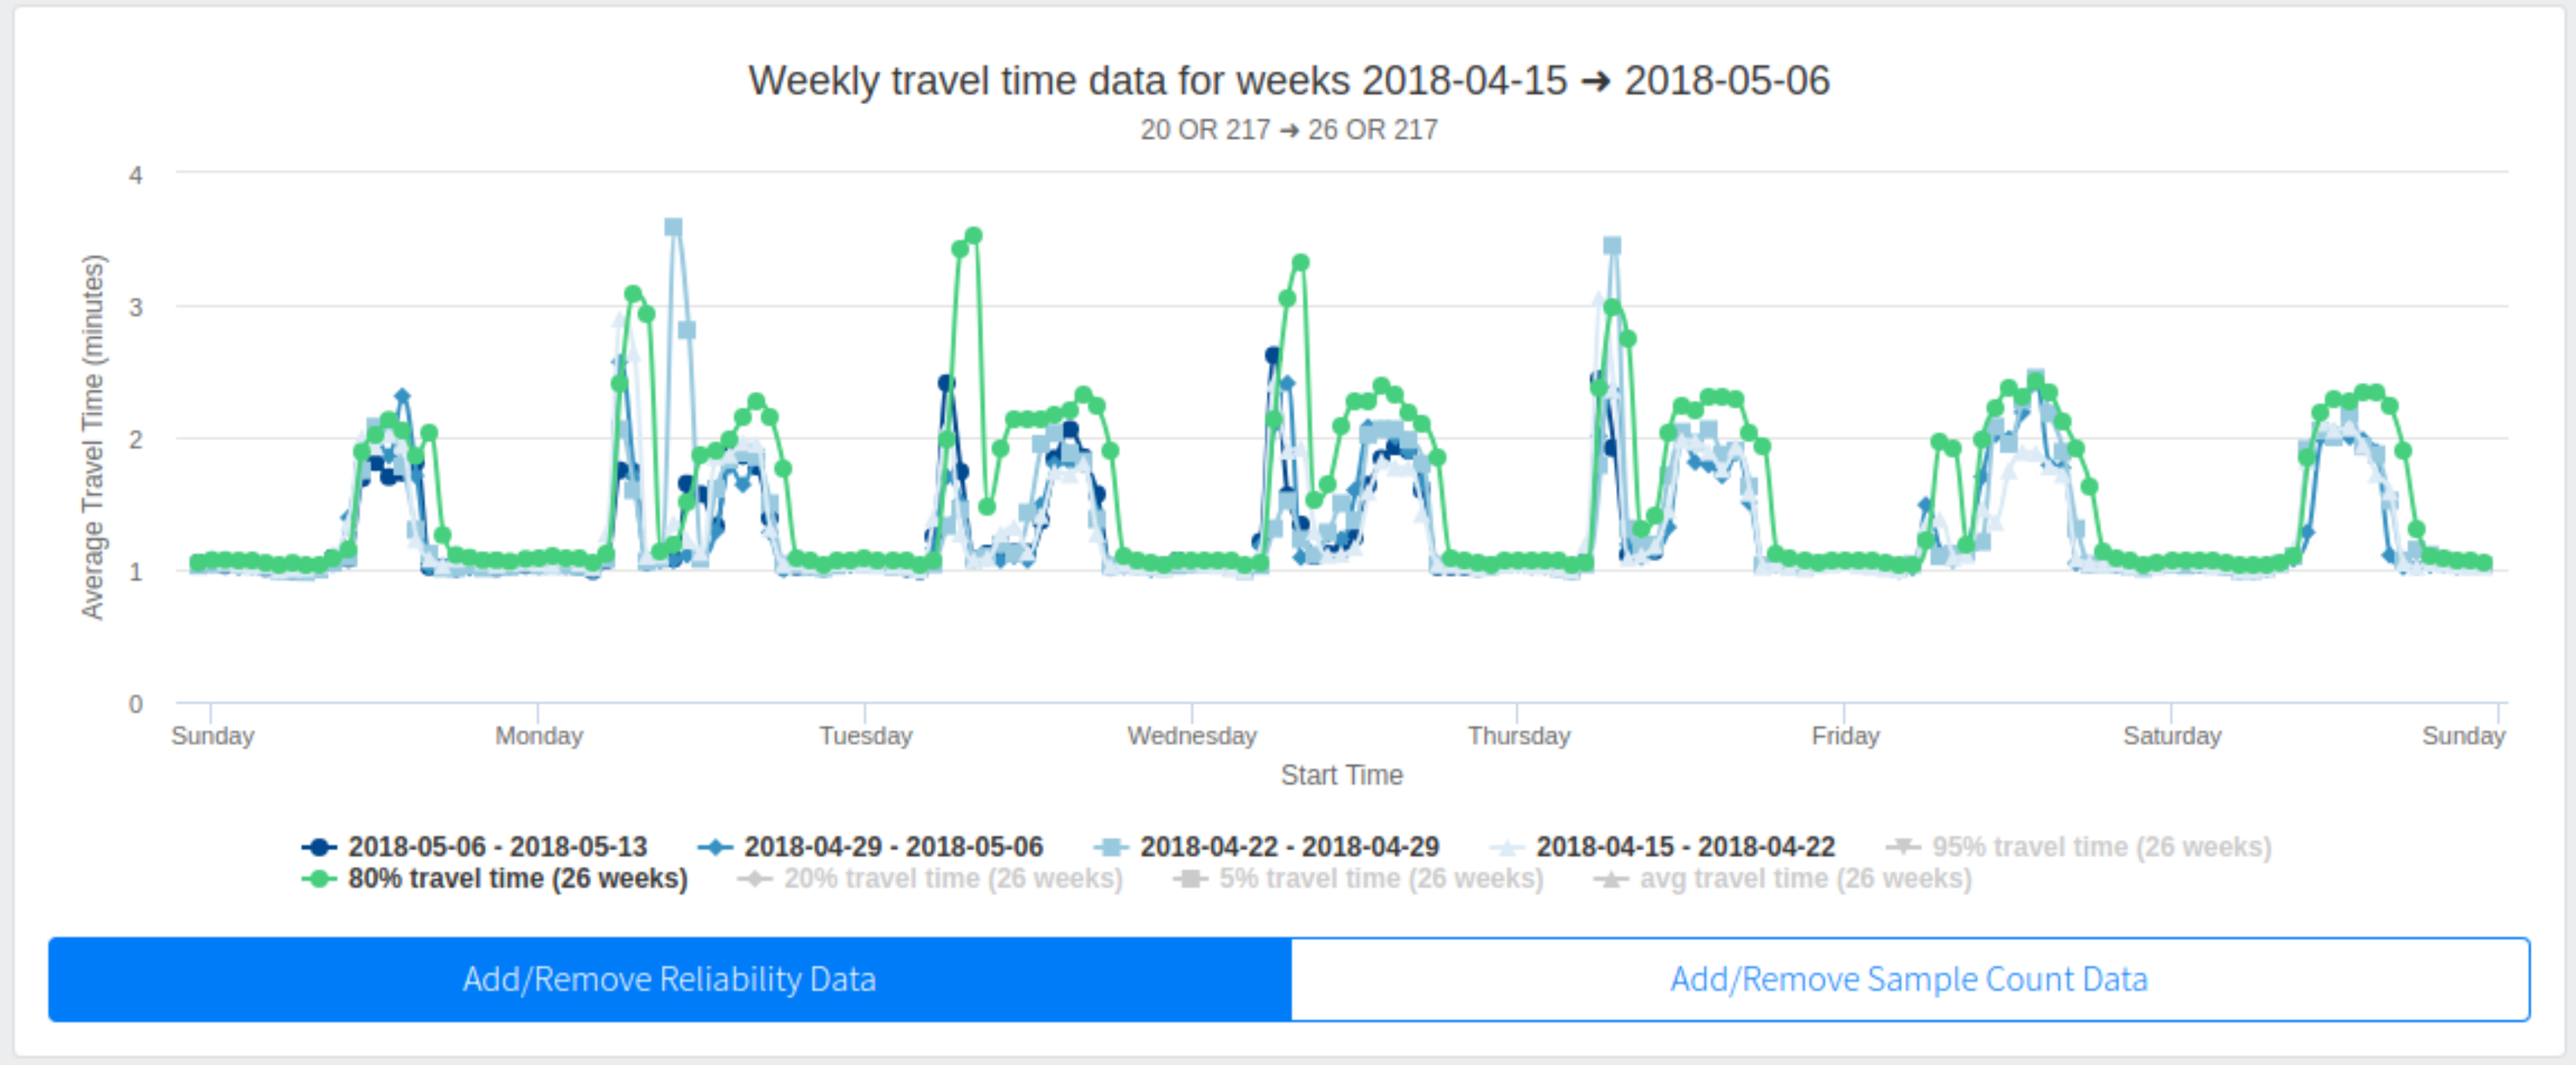 Weekly travel time data for weeks 2018-04-15 ➔ 2018-05-06
20 OR 217 ➔ 26 OR 217
Average Travel Time (minutes)
4
3
2
1
0
Sunday Monday Tuesday Wednesday Thursday Friday Saturday Sunday
Start Time
2018-05-06 - 2018-05-13 2018-04-29 - 2018-05-06 2018-04-22 - 2018-04-29 2018-04-15 - 2018-04-22 95% travel time (26 weeks)
80% travel time (26 weeks) 20% travel time (26 weeks) 5% travel time (26 weeks) avg travel time (26 weeks)
Add/Remove Reliability Data Add/Remove Sample Count Data